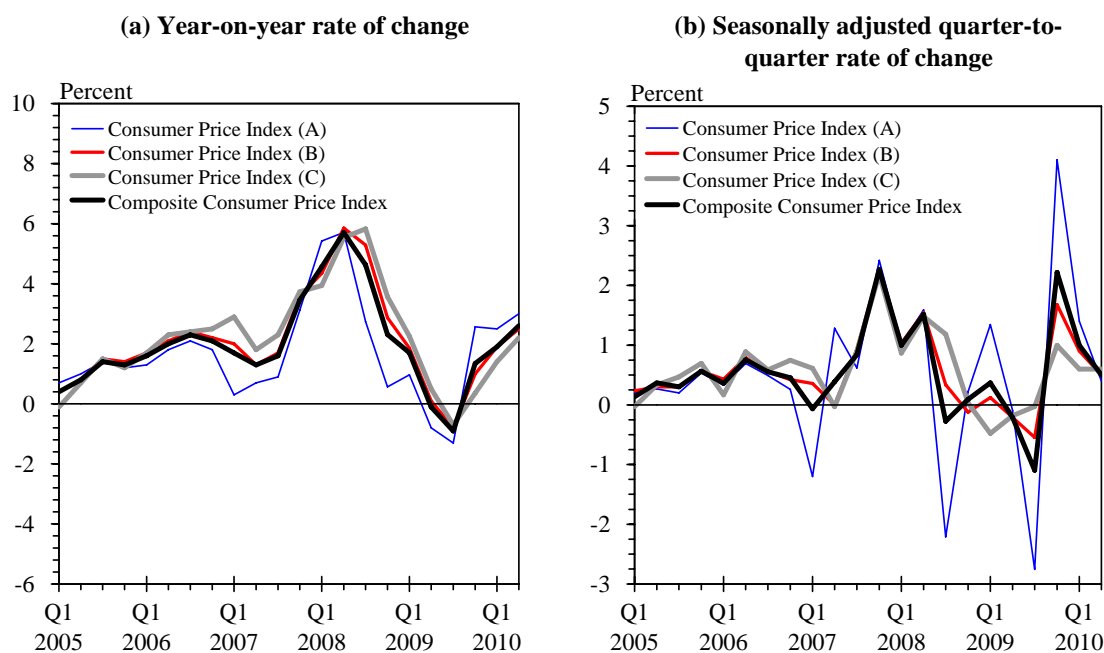 (a) Year-on-year rate of change
Percent
10
8
6
4
2
0
-2
-4
-6
Consumer Price Index (A)
Consumer Price Index (B)
Consumer Price Index (C)
Composite Consumer Price Index
Q1 Q1 Q1 Q1 Q1 Q1
2005 2006 2007 2008 2009 2010
(b) Seasonally adjusted quarter-to-
quarter rate of change
Percent
5
4
3
2
1
0
-1
-2
-3
Consumer Price Index (A)
Consumer Price Index (B)
Consumer Price Index (C)
Composite Consumer Price Index
Q1 Q1 Q1 Q1 Q1 Q1
2005 2006 2007 2008 2009 2010